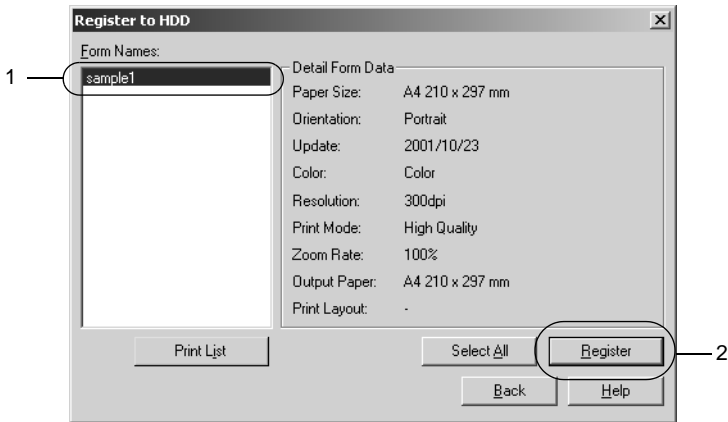 Register to HDD
Form Names:
1
sample1
Detail Form Data
Paper Size: A4 210 x 297 mm
Orientation: Portrait
Update: 2001/10/23
Color: Color
Resolution: 300dpi
Print Mode: High Quality
Zoom Rate: 100%
Output Paper: A4 210 x 297 mm
Print Layout: -
Print List
Select All
Register
2
Back
Help